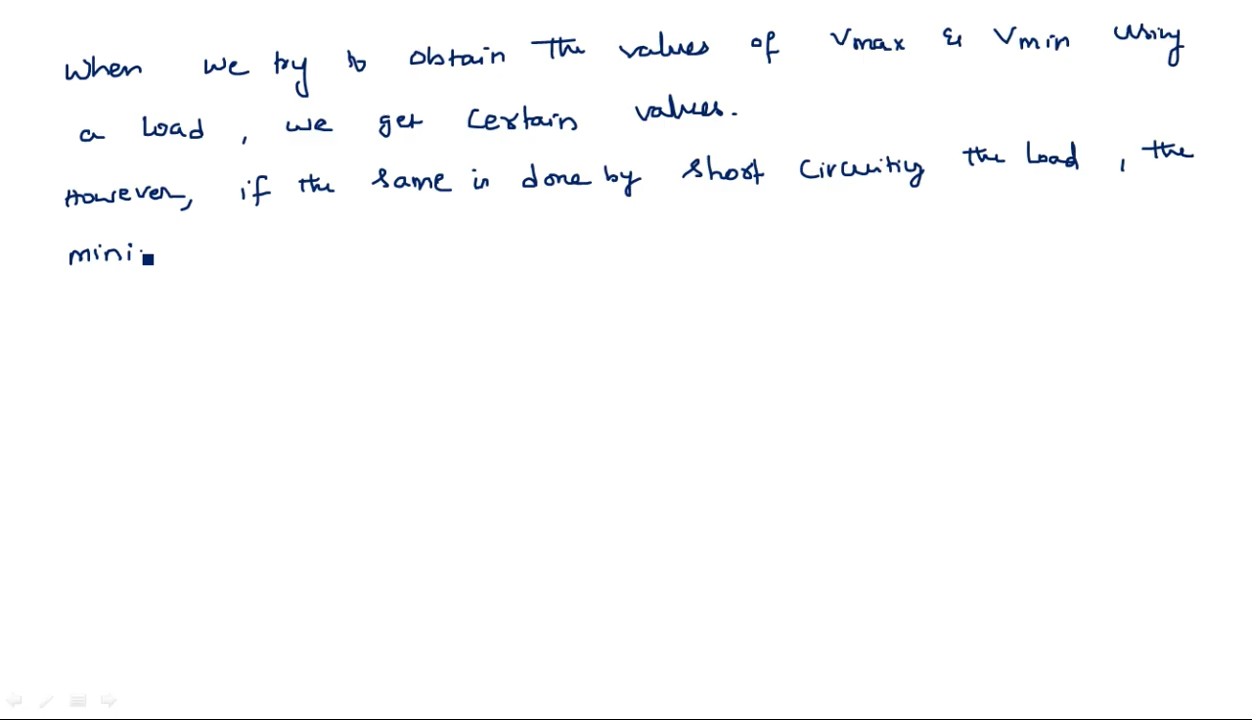 When we try to obtain the values of Vmax & Vmin using
a Load, we get certain values.
However, if the same is done by short circuiting the Load, the
mini